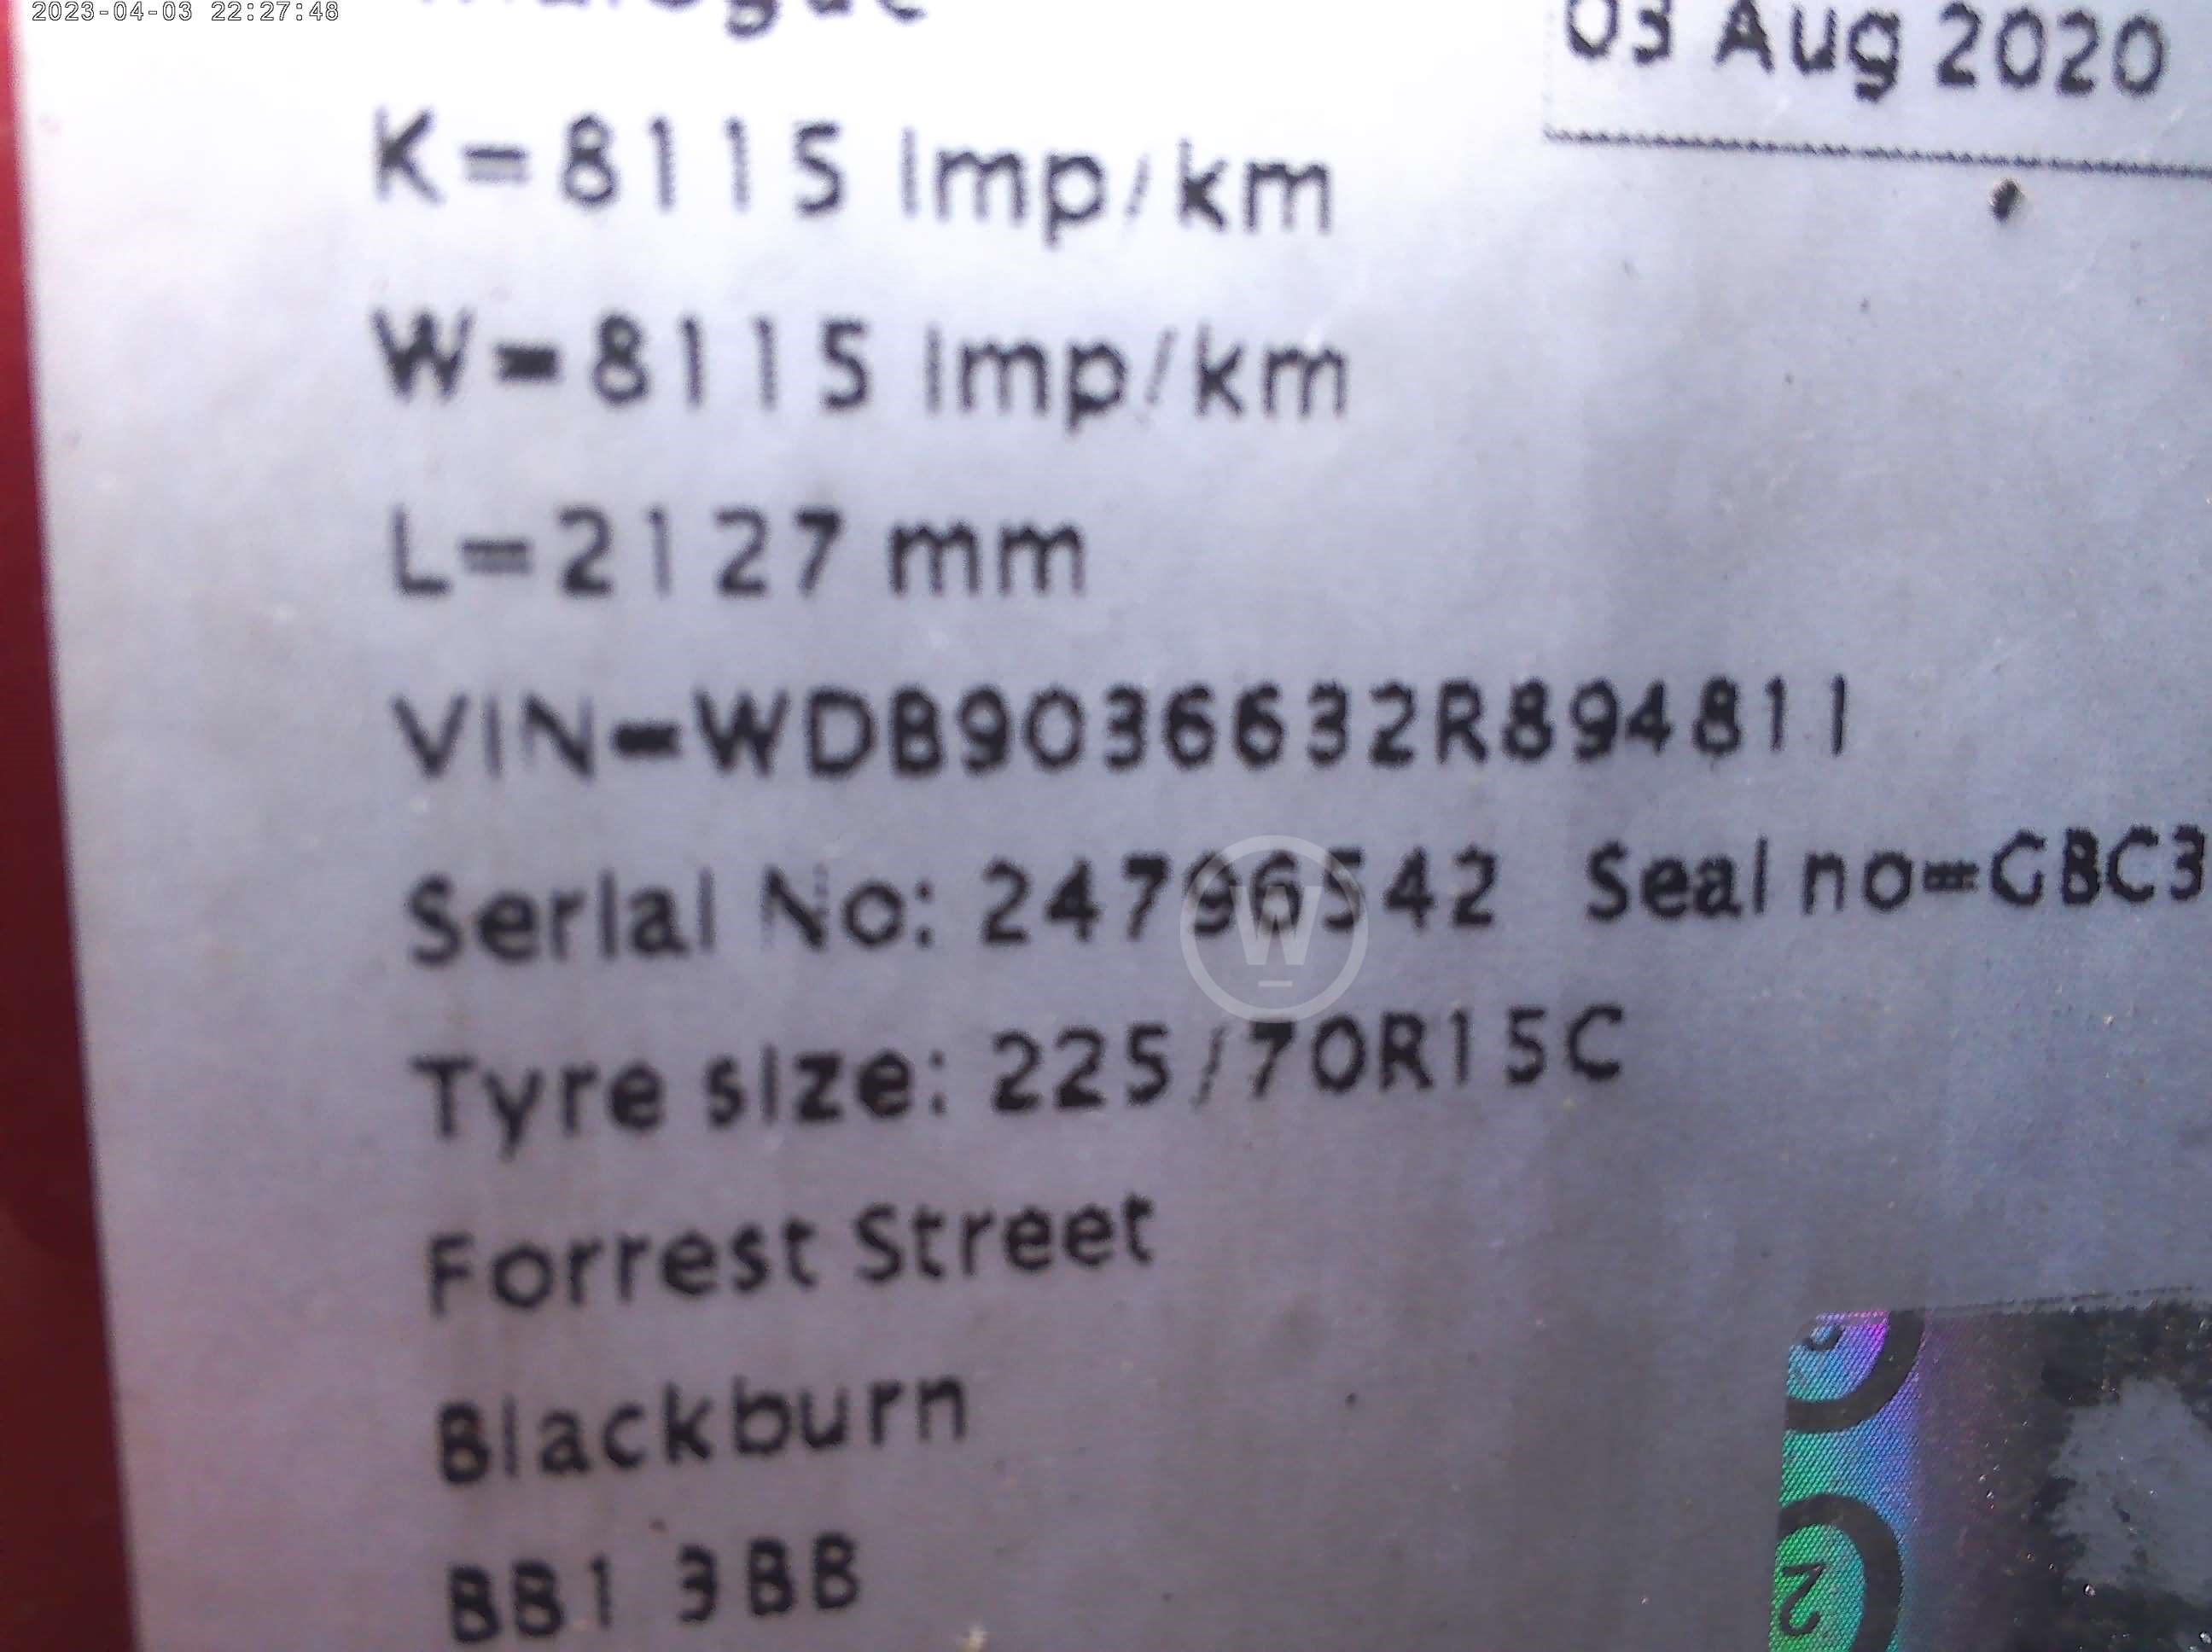 2023-04-03 22:27:48
03 Aug 2020
K=8115 imp/km
W=8115 imp/km
L=2127 mm
VIN=WDB9036632R894811
Serial No: 24796542 Seal no=GBC3
Tyre size: 225/70R15C
Forrest Street
Blackburn
BB1 3BB
W
2